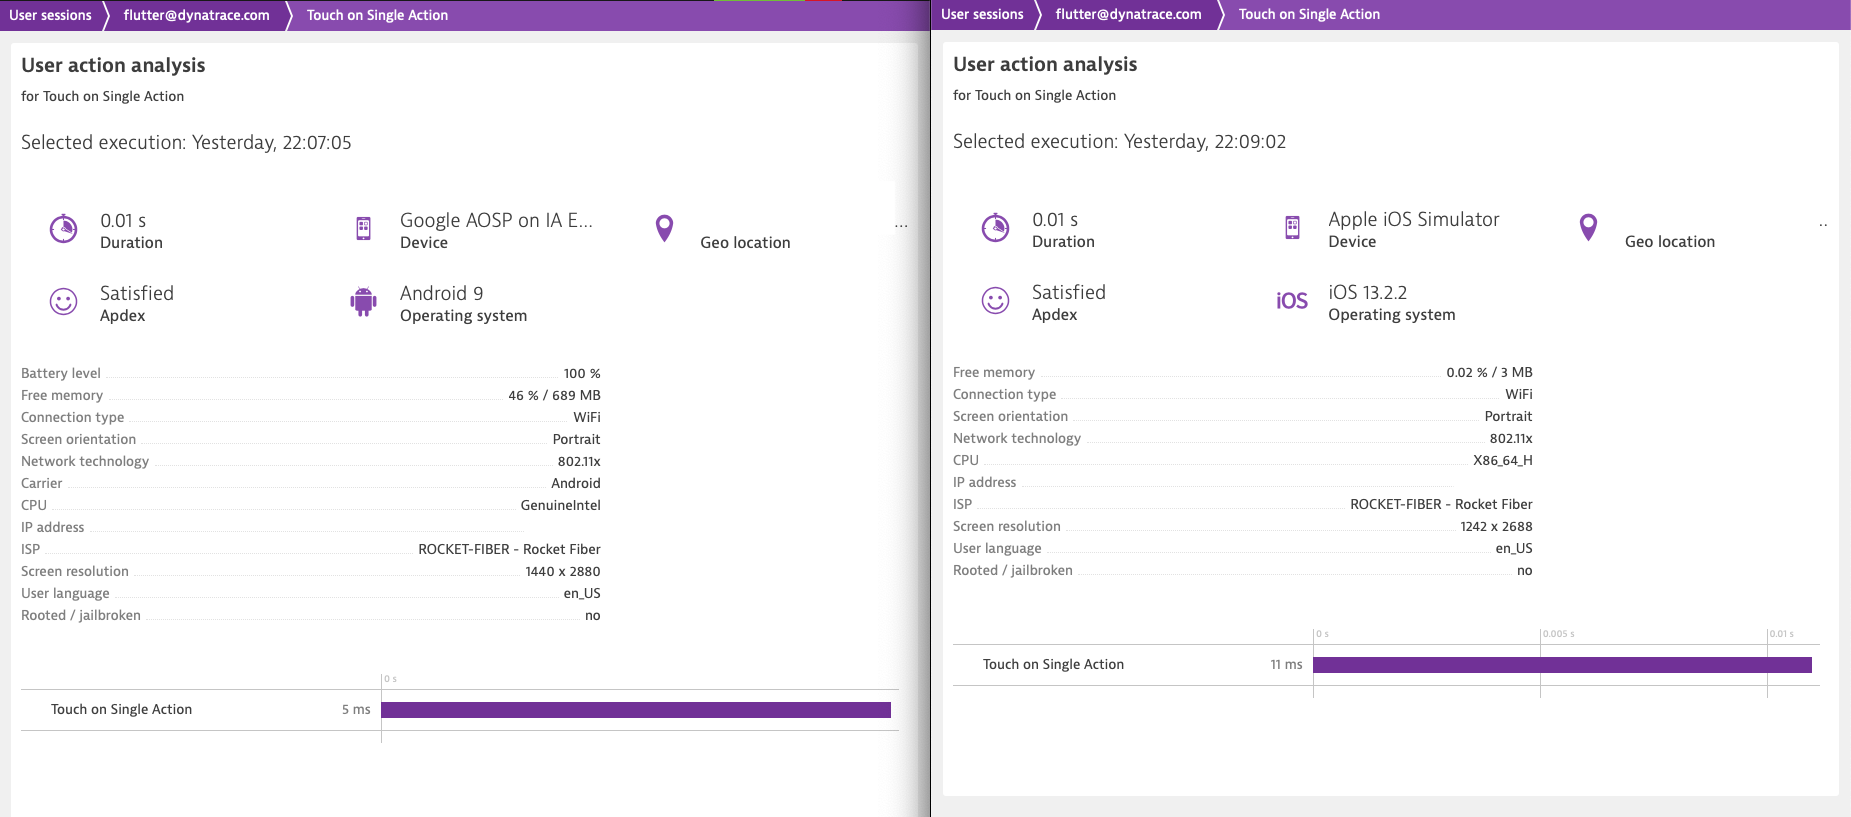 User sessions
flutter@dynatrace.com
Touch on Single Action
User action analysis
for Touch on Single Action
Selected execution: Yesterday, 22:07:05
0.01 s
Duration
Google AOSP on IA E...
Device
Geo location
...
Satisfied
Apdex
Android 9
Operating system
Battery level 100 %
Free memory 46 % / 689 MB
Connection type WiFi
Screen orientation Portrait
Network technology 802.11x
Carrier Android
CPU GenuineIntel
IP address
ISP ROCKET-FIBER - Rocket Fiber
Screen resolution 1440 x 2880
User language en_US
Rooted / jailbroken no
0 s
Touch on Single Action 5 ms
User sessions
flutter@dynatrace.com
Touch on Single Action
User action analysis
for Touch on Single Action
Selected execution: Yesterday, 22:09:02
0.01 s
Duration
Apple iOS Simulator
Device
Geo location
..
Satisfied
Apdex
iOS
iOS 13.2.2
Operating system
Free memory 0.02 % / 3 MB
Connection type WiFi
Screen orientation Portrait
Network technology 802.11x
CPU X86_64_H
IP address
ISP ROCKET-FIBER - Rocket Fiber
Screen resolution 1242 x 2688
User language en_US
Rooted / jailbroken no
0 s 0.005 s 0.01 s
Touch on Single Action 11 ms